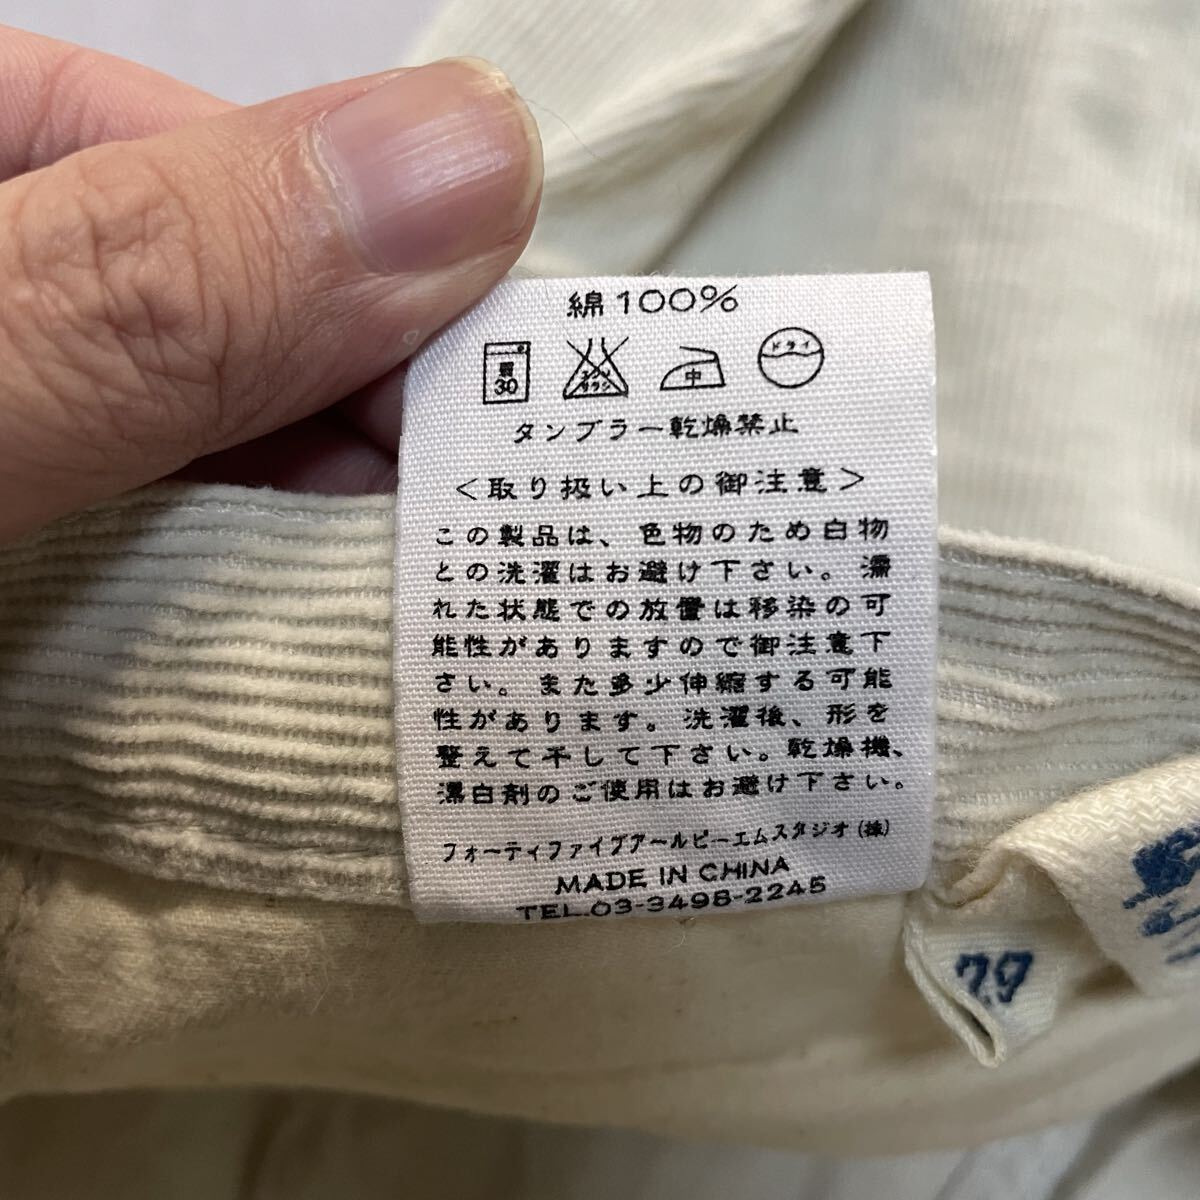 綿100%
弱
30
エンソ
サラシ
中
ドライ
タンブラー乾燥禁止
<取り扱い上の御注意>
この製品は、色物のため白物
との洗濯はお避け下さい。濡
れた状態での放置は移染の可
能性がありますので御注意下
さい。また多少伸縮する可能
性があります。洗濯後、形を
整えて干して下さい。乾燥機、
漂白剤のご使用はお避け下さい。
フォーティファイブアールピーエムスタジオ(株)
MADE IN CHINA
TEL.03-3498-2245
29